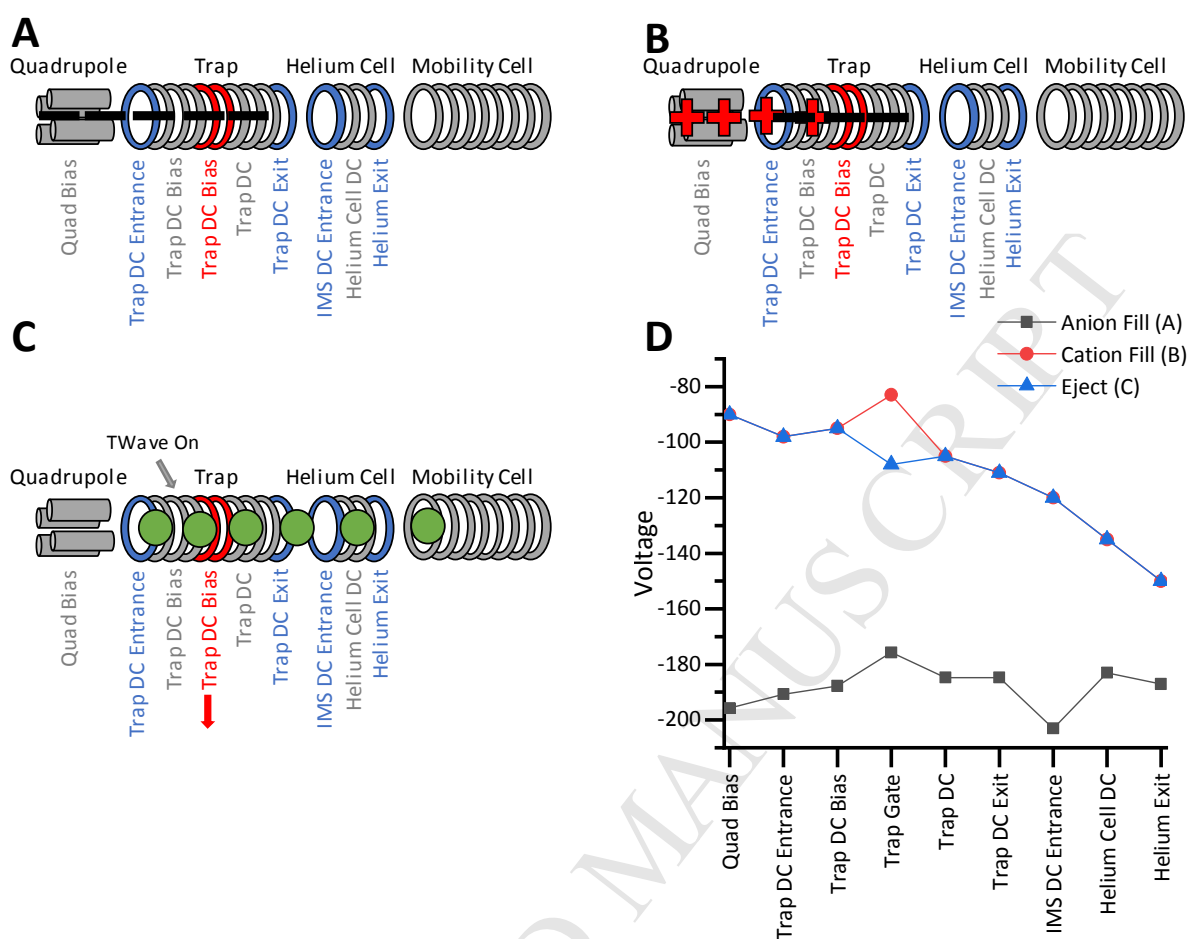 A
Quadrupole Trap Helium Cell Mobility Cell
Quad Bias
Trap DC Entrance
Trap DC Bias
Trap DC Bias
Trap DC
Trap DC Exit
IMS DC Entrance
Helium Cell DC
Helium Exit
B
Quadrupole Trap Helium Cell Mobility Cell
Quad Bias
Trap DC Entrance
Trap DC Bias
Trap DC Bias
Trap DC
Trap DC Exit
IMS DC Entrance
Helium Cell DC
Helium Exit
C
TWave On
Quadrupole Trap Helium Cell Mobility Cell
Quad Bias
Trap DC Entrance
Trap DC Bias
Trap DC Bias
Trap DC
Trap DC Exit
IMS DC Entrance
Helium Cell DC
Helium Exit
D
Anion Fill (A)
Cation Fill (B)
Eject (C)
Voltage
-80
-100
-120
-140
-160
-180
-200
Quad Bias
Trap DC Entrance
Trap DC Bias
Trap Gate
Trap DC
Trap DC Exit
IMS DC Entrance
Helium Cell DC
Helium Exit
D MANUSCRIPT